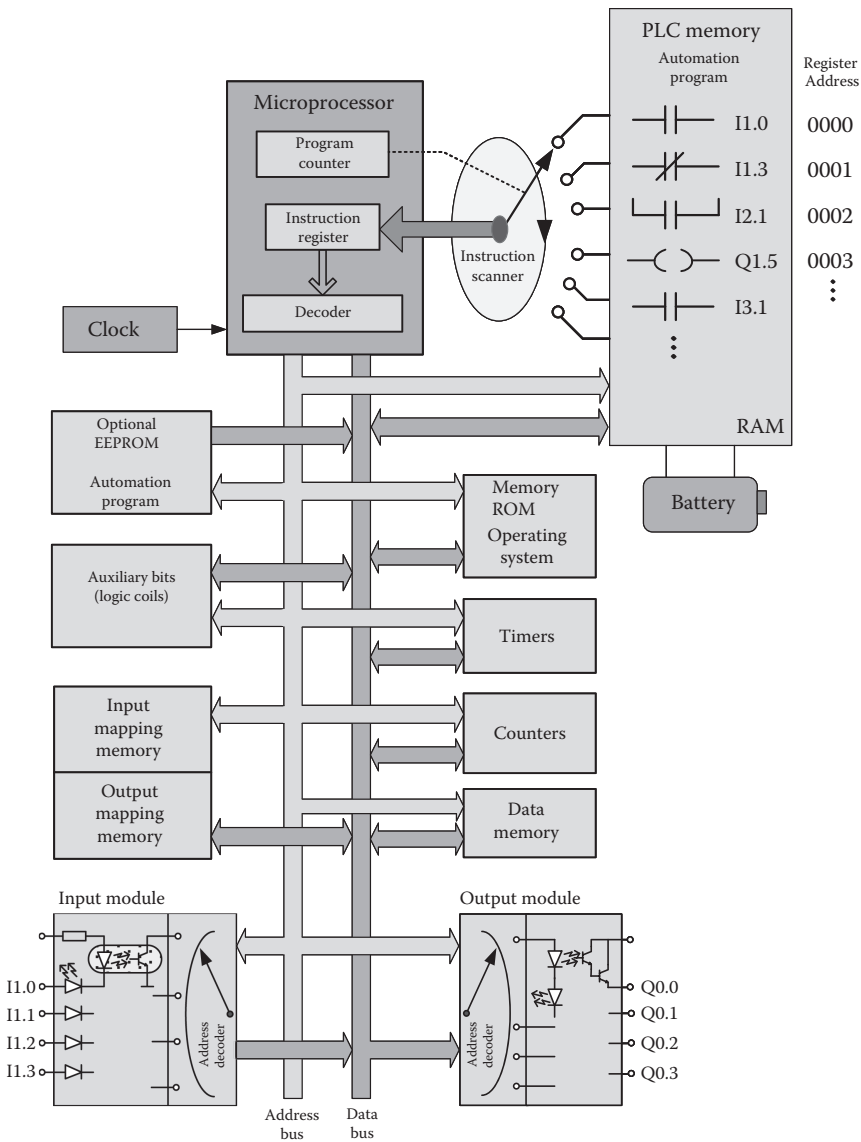 PLC memory
Automation
program
Register
Address
I1.0
0000
I1.3
0001
I2.1
0002
Q1.5
0003
I3.1
RAM
Battery
Microprocessor
Program
counter
Instruction
register
Decoder
Instruction
scanner
Clock
Optional
EEPROM
Automation
program
Memory
ROM
Operating
system
Auxiliary bits
(logic coils)
Timers
Input
mapping
memory
Counters
Output
mapping
memory
Data
memory
Input module
I1.0
I1.1
I1.2
I1.3
Address
decoder
Output module
Address
decoder
Q0.0
Q0.1
Q0.2
Q0.3
Address
bus
Data
bus